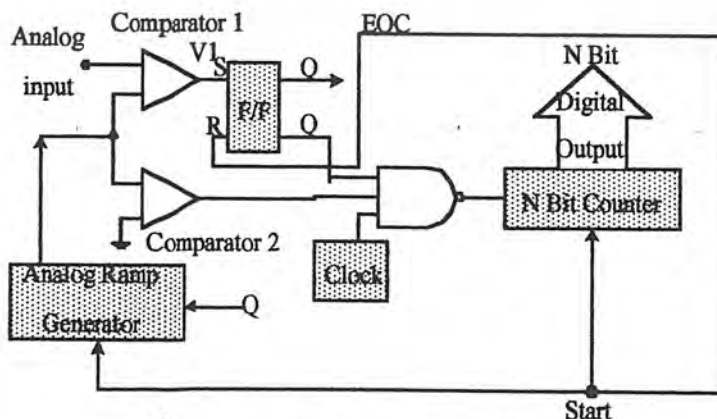 Comparator 1
EOC
Analog
input
V1
S
Q
N Bit
F/F
Digital
R
Q
Output
N Bit Counter
Comparator 2
Clock
Analog Ramp
Generator
Q
Start